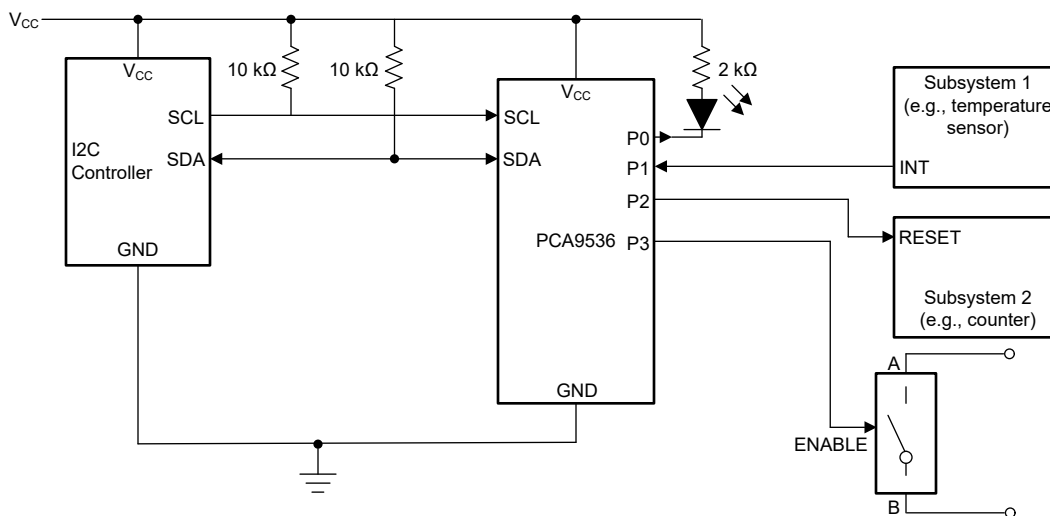 VCC
10 kΩ
10 kΩ
2 kΩ
VCC
SCL
SDA
I2C
Controller
GND
VCC
SCL
SDA
P0
P1
P2
P3
PCA9536
GND
Subsystem 1
(e.g., temperature
sensor)
INT
RESET
Subsystem 2
(e.g., counter)
A
ENABLE
B